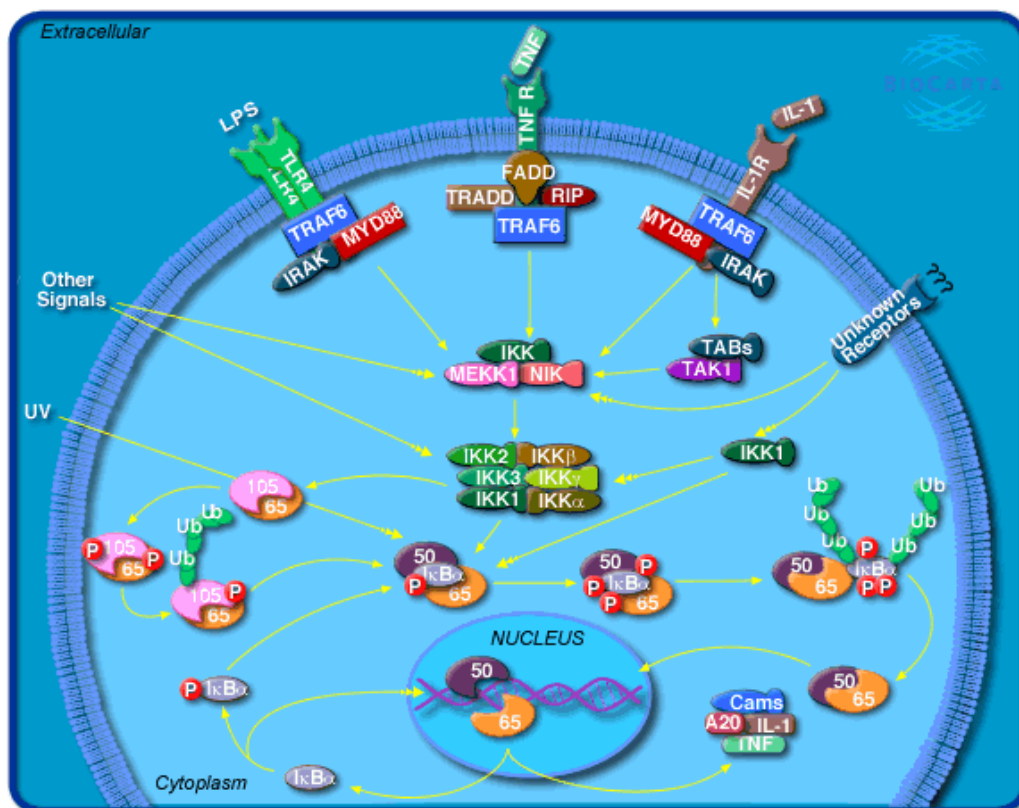 Extracellular
BIOCARTA
TNF
TNF R
LPS
TLR4
TLR4
IL-1
IL-1R
FADD
TRADD
RIP
TRAF6
TRAF6
MYD88
IRAK
MYD88
TRAF6
IRAK
???
Unknown
Receptors
Other
Signals
IKK
MEKK1
NIK
TABs
TAK1
UV
IKK2
IKKβ
IKK3
IKKγ
IKK1
IKKα
IKK1
105
65
Ub
Ub
Ub
P
105
65
P
105
65
P
50
IκBα
P
65
50
P
IκBα
P
P
65
Ub
Ub
Ub
Ub
Ub
Ub
P
50
65
IκBα
P
P
NUCLEUS
50
65
50
65
P
IκBα
Cams
A20
IL-1
TNF
IκBα
Cytoplasm